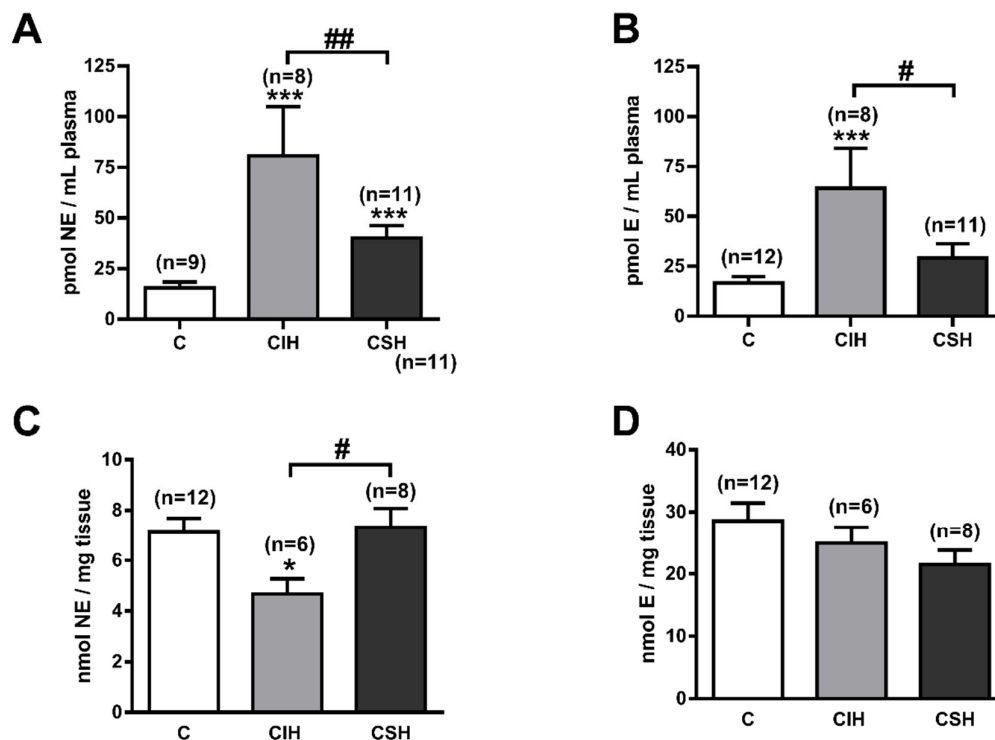 A
##
125
100
75
50
25
0
pmol NE / mL plasma
(n=9)
(n=8)
***
(n=11)
***
C
CIH
CSH
(n=11)
B
#
125
100
75
50
25
0
pmol E / mL plasma
(n=12)
(n=8)
***
(n=11)
C
CIH
CSH
C
#
10
8
6
4
2
0
nmol NE / mg tissue
(n=12)
(n=6)
*
(n=8)
C
CIH
CSH
D
40
30
20
10
0
nmol E / mg tissue
(n=12)
(n=6)
(n=8)
C
CIH
CSH